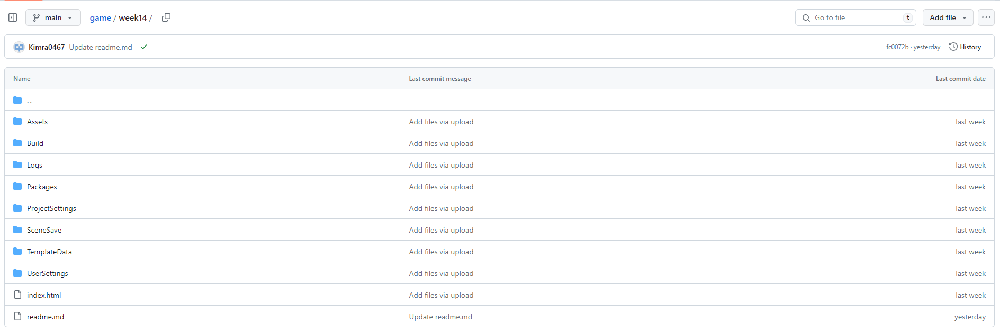 main game / week14 / Go to file t Add file
Kimra0467 Update readme.md fc0072b · yesterday History
Name Last commit message Last commit date
..
Assets Add files via upload last week
Build Add files via upload last week
Logs Add files via upload last week
Packages Add files via upload last week
ProjectSettings Add files via upload last week
SceneSave Add files via upload last week
TemplateData Add files via upload last week
UserSettings Add files via upload last week
index.html Add files via upload last week
readme.md Update readme.md yesterday